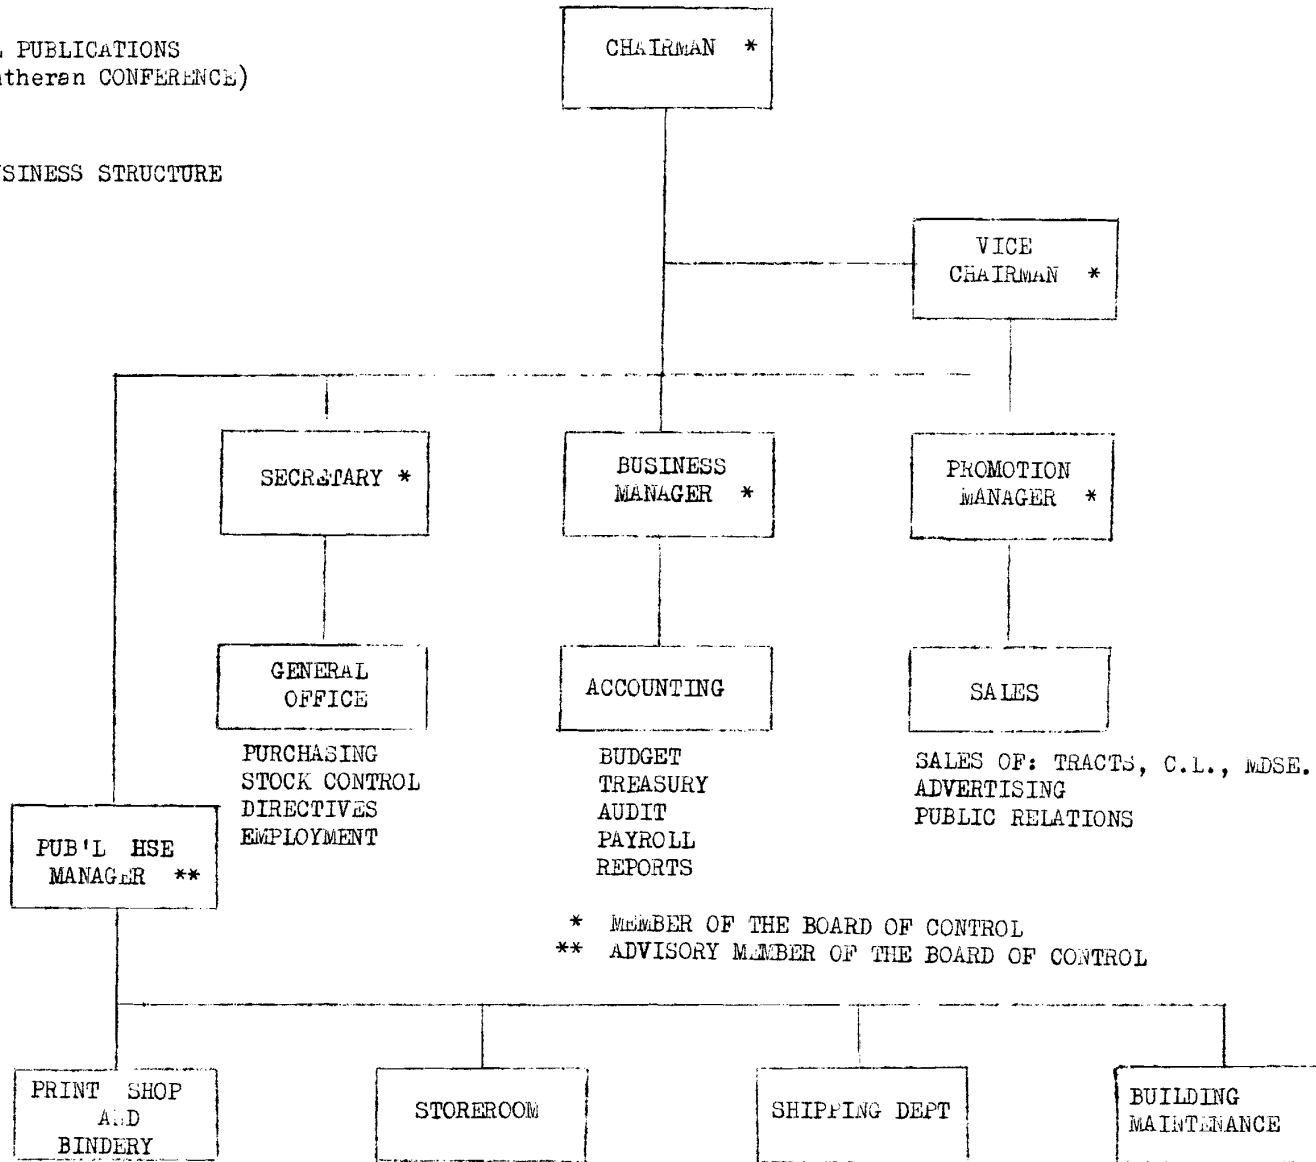 PUBLICATIONS
CONFERENCE)
STRUCTURE
CHAIRMAN *
VICE
CHAIRMAN *
SECRETARY *
BUSINESS
MANAGER *
PROMOTION
MANAGER *
GENERAL
OFFICE
ACCOUNTING
SALES
PURCHASING
STOCK CONTROL
DIRECTIVES
EMPLOYMENT
BUDGET
TREASURY
AUDIT
PAYROLL
REPORTS
SALES OF: TRACTS, C.L., MDSE.
ADVERTISING
PUBLIC RELATIONS
PUB'L HSE
MANAGER **
* MEMBER OF THE BOARD OF CONTROL
** ADVISORY MEMBER OF THE BOARD OF CONTROL
PRINT SHOP
AND
BINDERY
STOREROOM
SHIPPING DEPT
BUILDING
MAINTENANCE